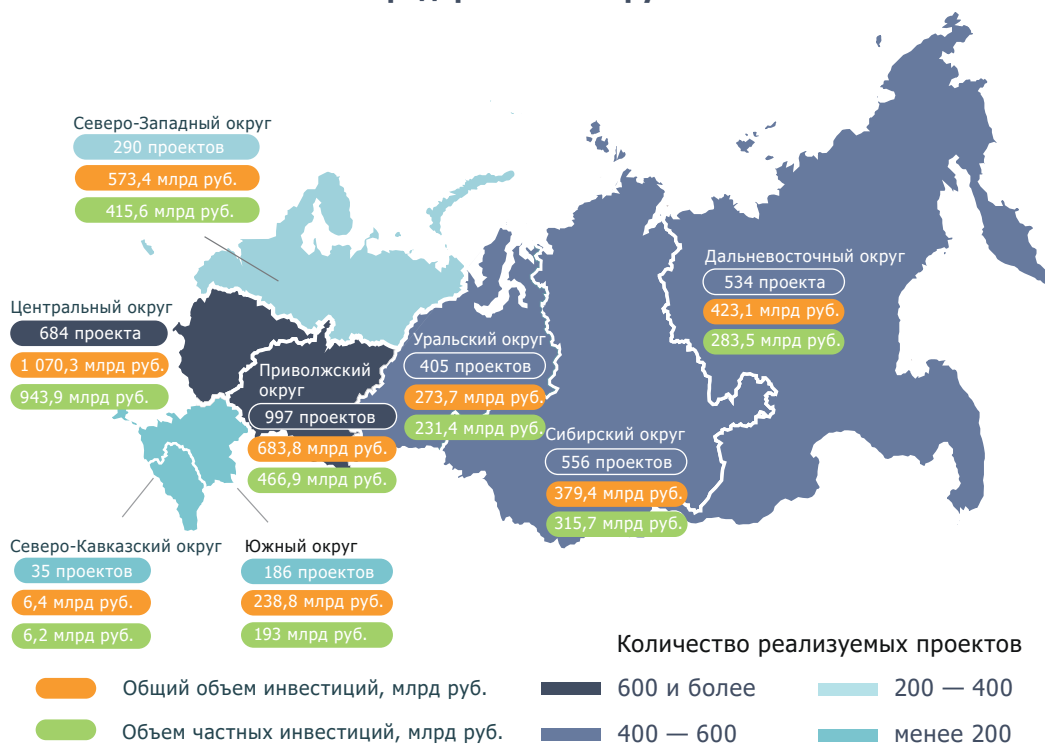 Северо-Западный округ
290 проектов
573,4 млрд руб.
415,6 млрд руб.
Дальневосточный округ
534 проекта
423,1 млрд руб.
283,5 млрд руб.
Центральный округ
684 проекта
1 070,3 млрд руб.
943,9 млрд руб.
Уральский округ
405 проектов
273,7 млрд руб.
231,4 млрд руб.
Приволжский
округ
997 проектов
683,8 млрд руб.
466,9 млрд руб.
Сибирский округ
556 проектов
379,4 млрд руб.
315,7 млрд руб.
Северо-Кавказский округ
35 проектов
6,4 млрд руб.
6,2 млрд руб.
Южный округ
186 проектов
238,8 млрд руб.
193 млрд руб.
Количество реализуемых проектов
Общий объем инвестиций, млрд руб.
Объем частных инвестиций, млрд руб.
600 и более
400 — 600
200 — 400
менее 200